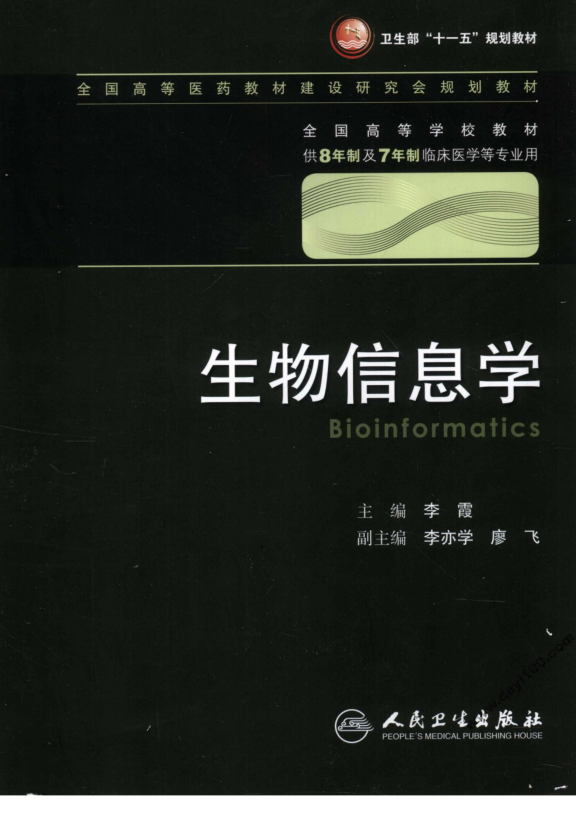 卫生部“十一五”规划教材
全国高等医药教材建设研究会规划教材
全国高等学校教材
供8年制及7年制临床医学等专业用
生物信息学
Bioinformatics
主编 李霞
副主编 李亦学 廖飞
人民卫生出版社
PEOPLE'S MEDICAL PUBLISHING HOUSE